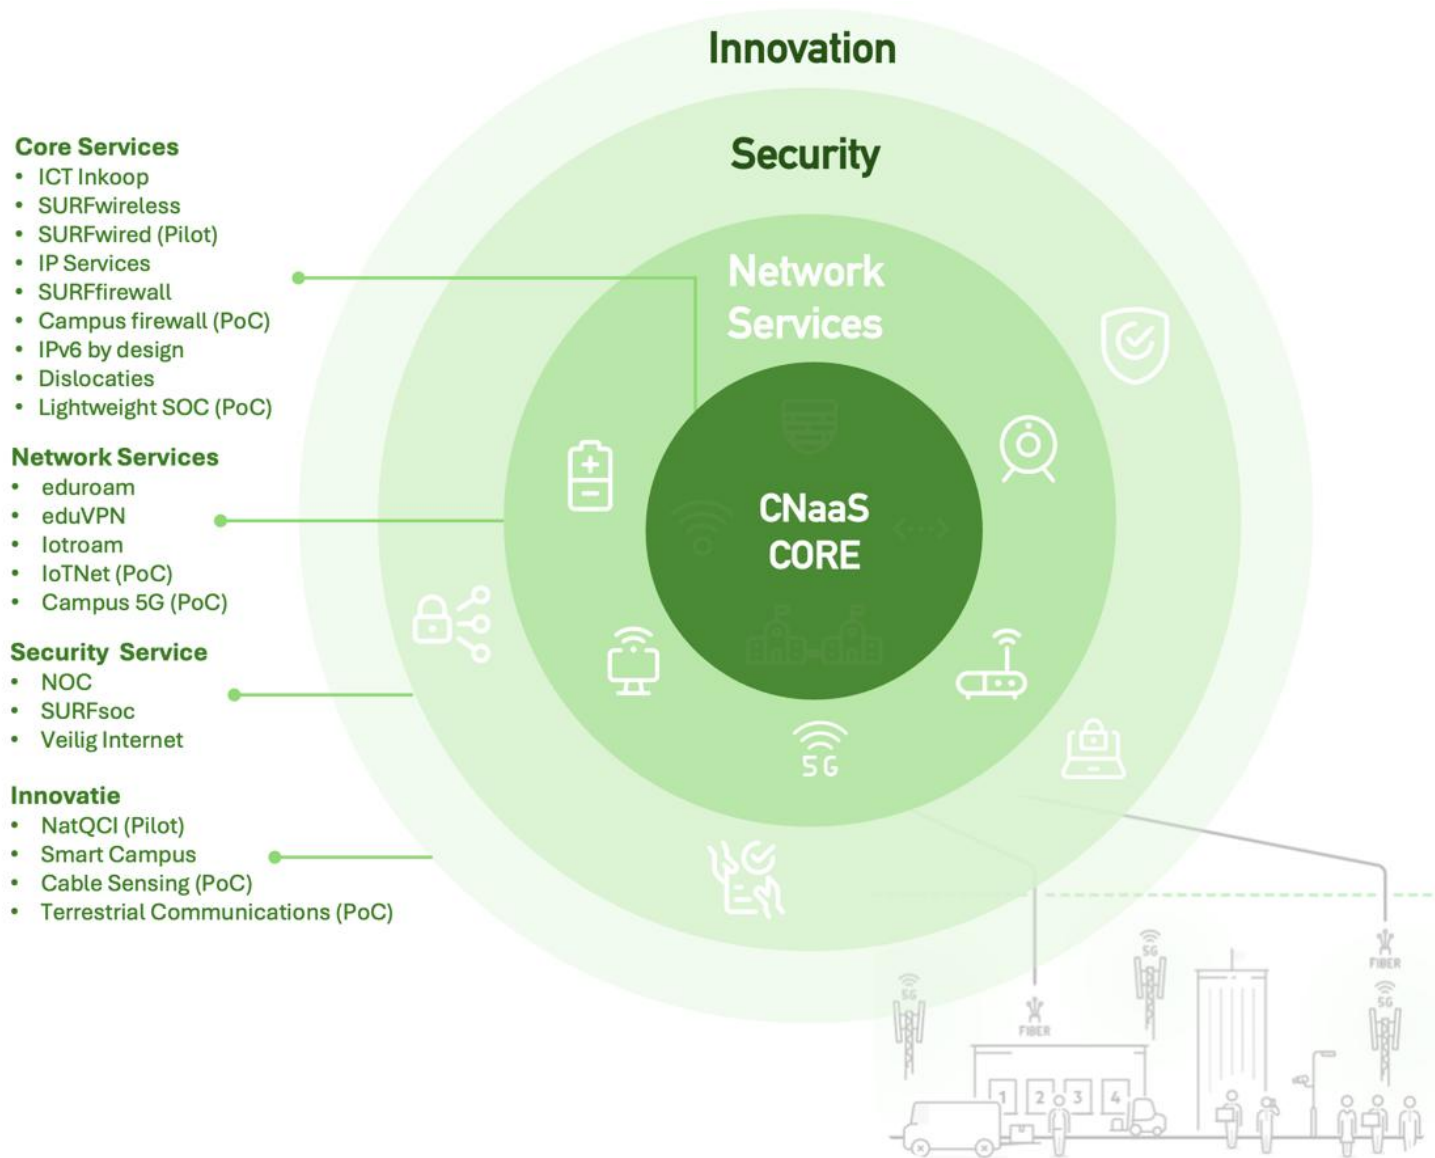 Innovation
Security
Network
Services
CNaaS
CORE
5G
Core Services
• ICT Inkoop
• SURFwireless
• SURFwired (Pilot)
• IP Services
• SURFfirewall
• Campus firewall (PoC)
• IPv6 by design
• Dislocaties
• Lightweight SOC (PoC)
Network Services
• eduroam
• eduVPN
• Iotroam
• IoTNet (PoC)
• Campus 5G (PoC)
Security Service
• NOC
• SURFsoc
• Veilig Internet
Innovatie
• NatQCI (Pilot)
• Smart Campus
• Cable Sensing (PoC)
• Terrestrial Communications (PoC)
5G
FIBER
5G
FIBER
5G
1 2 3 4